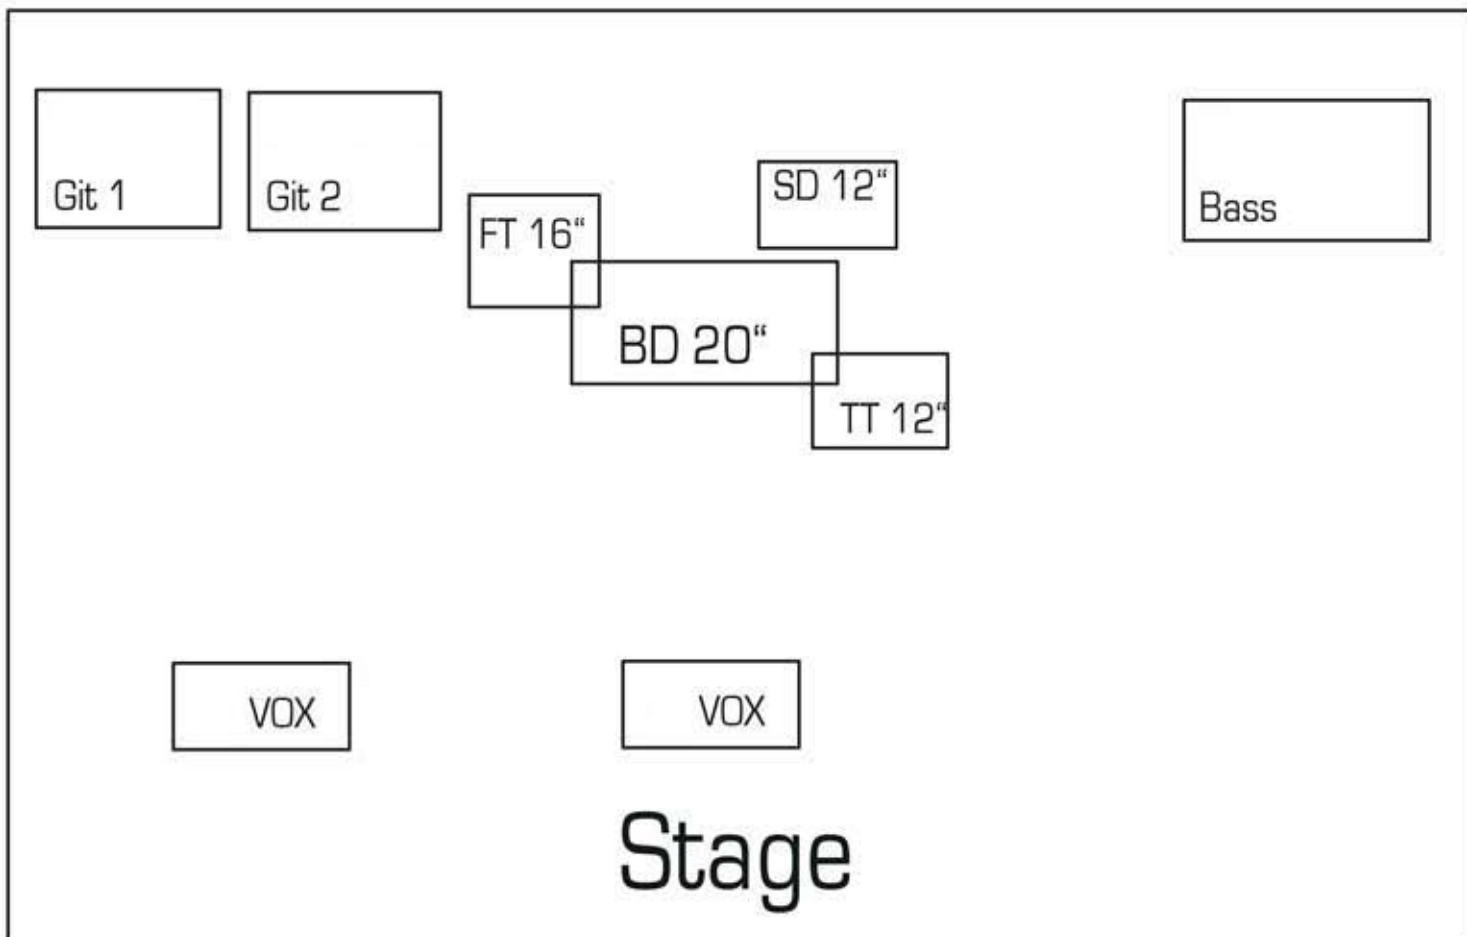 Git 1
Git 2
FT 16“
SD 12“
Bass
BD 20“
TT 12“
VOX
VOX
Stage